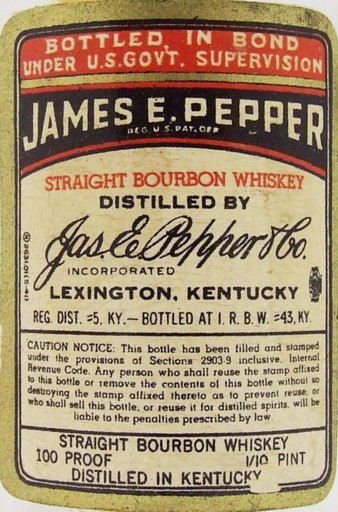 BOTTLED IN BOND
UNDER U.S. GOV'T. SUPERVISION
JAMES E. PEPPER
REG. U.S. PAT. OFF.
STRAIGHT BOURBON WHISKEY
DISTILLED BY
Jas. E. Pepper & Co.
INCORPORATED
LEXINGTON, KENTUCKY
REG. DIST. =5, KY.— BOTTLED AT I. R. B. W. =43, KY.
CAUTION NOTICE: This bottle has been filled and stamped
under the provisions of Sections 2903-9 inclusive, Internal
Revenue Code. Any person who shall reuse the stamp affixed
to this bottle or remove the contents of this bottle without so
destroying the stamp affixed thereto as to prevent reuse, or
who shall sell this bottle, or reuse it for distilled spirits, will be
liable to the penalties prescribed by law.
STRAIGHT BOURBON WHISKEY
100 PROOF 1/10 PINT
DISTILLED IN KENTUCKY